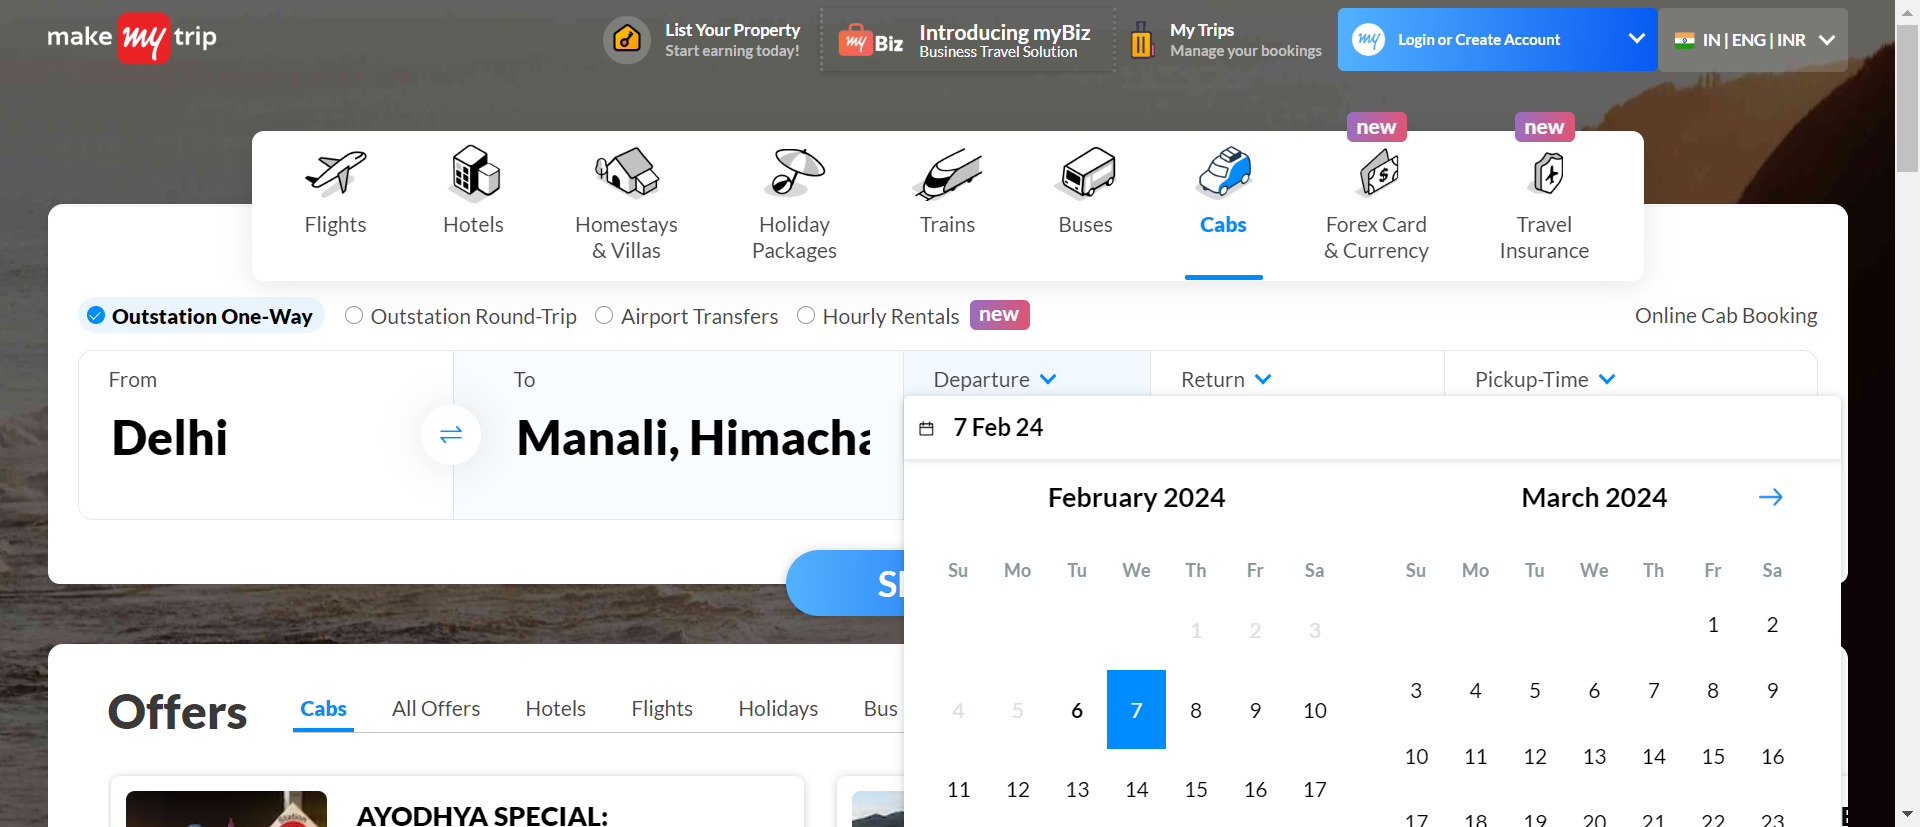 make my trip
List Your Property
Start earning today!
my Biz
Introducing myBiz
Business Travel Solution
My Trips
Manage your bookings
my
Login or Create Account
IN | ENG | INR
new
new
Flights
Hotels
Homestays
& Villas
Holiday
Packages
Trains
Buses
Cabs
Forex Card
& Currency
Travel
Insurance
Outstation One-Way
Outstation Round-Trip
Airport Transfers
Hourly Rentals
new
Online Cab Booking
From
Delhi
To
Manali, Himacha
Departure
Return
Pickup-Time
7 Feb 24
February 2024
Su Mo Tu We Th Fr Sa
1 2 3
4 5 6 7 8 9 10
11 12 13 14 15 16 17
March 2024
Su Mo Tu We Th Fr Sa
1 2
3 4 5 6 7 8 9
10 11 12 13 14 15 16
17 18 19 20 21 22 23
Offers
Cabs
All Offers
Hotels
Flights
Holidays
Bus
Station
AYODHYA SPECIAL: